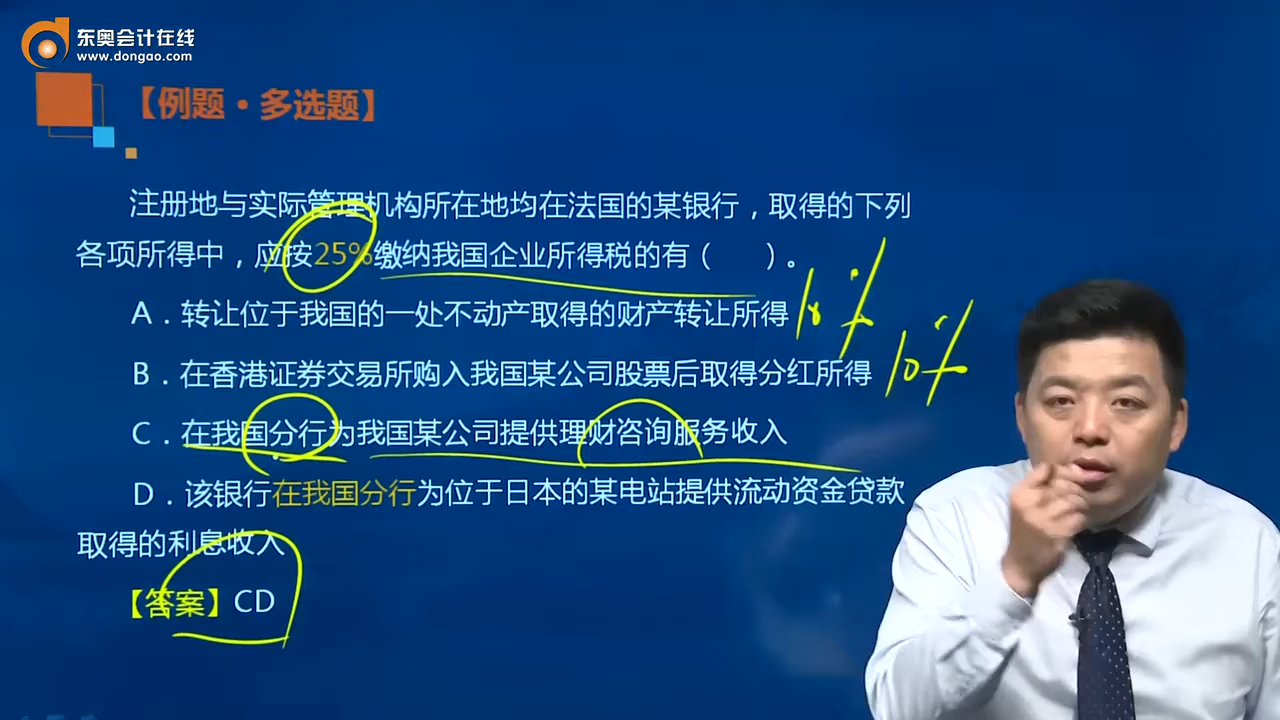 东奥会计在线
www.dongao.com
【例题·多选题】
注册地与实际管理机构所在地均在法国的某银行，取得的下列
各项所得中，应按25%缴纳我国企业所得税的有（　　）。
A．转让位于我国的一处不动产取得的财产转让所得 10%
B．在香港证券交易所购入我国某公司股票后取得分红所得 10%
C．在我国分行为我国某公司提供理财咨询服务收入
D．该银行在我国分行为位于日本的某电站提供流动资金贷款
取得的利息收入
【答案】CD